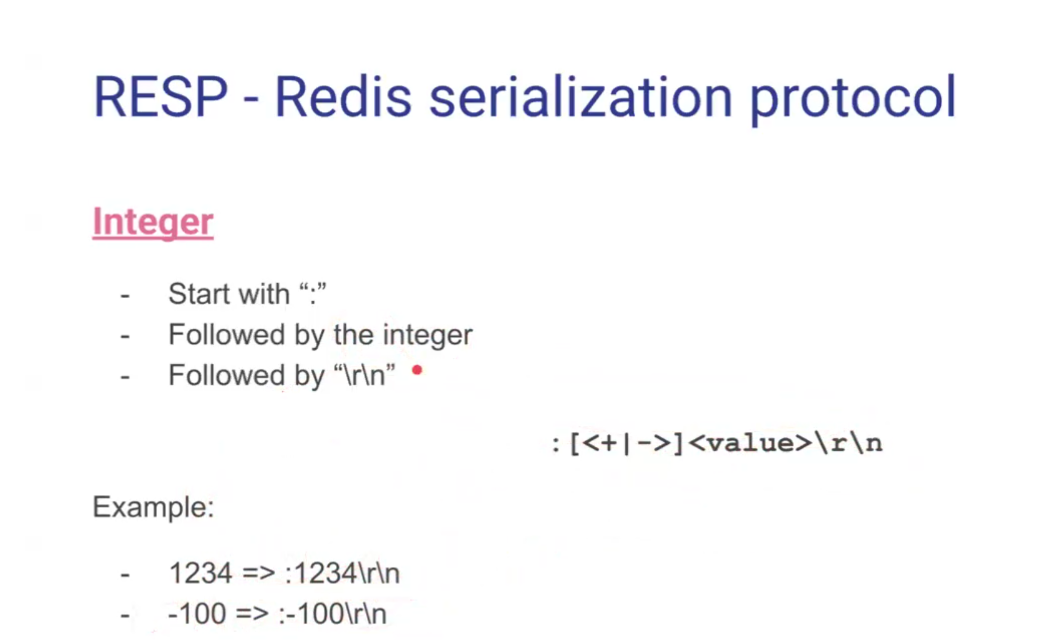 RESP - Redis serialization protocol
Integer
- Start with “:”
- Followed by the integer
- Followed by “\r\n”
:[<+|->]<value>\r\n
Example:
- 1234 => :1234\r\n
- -100 => :-100\r\n